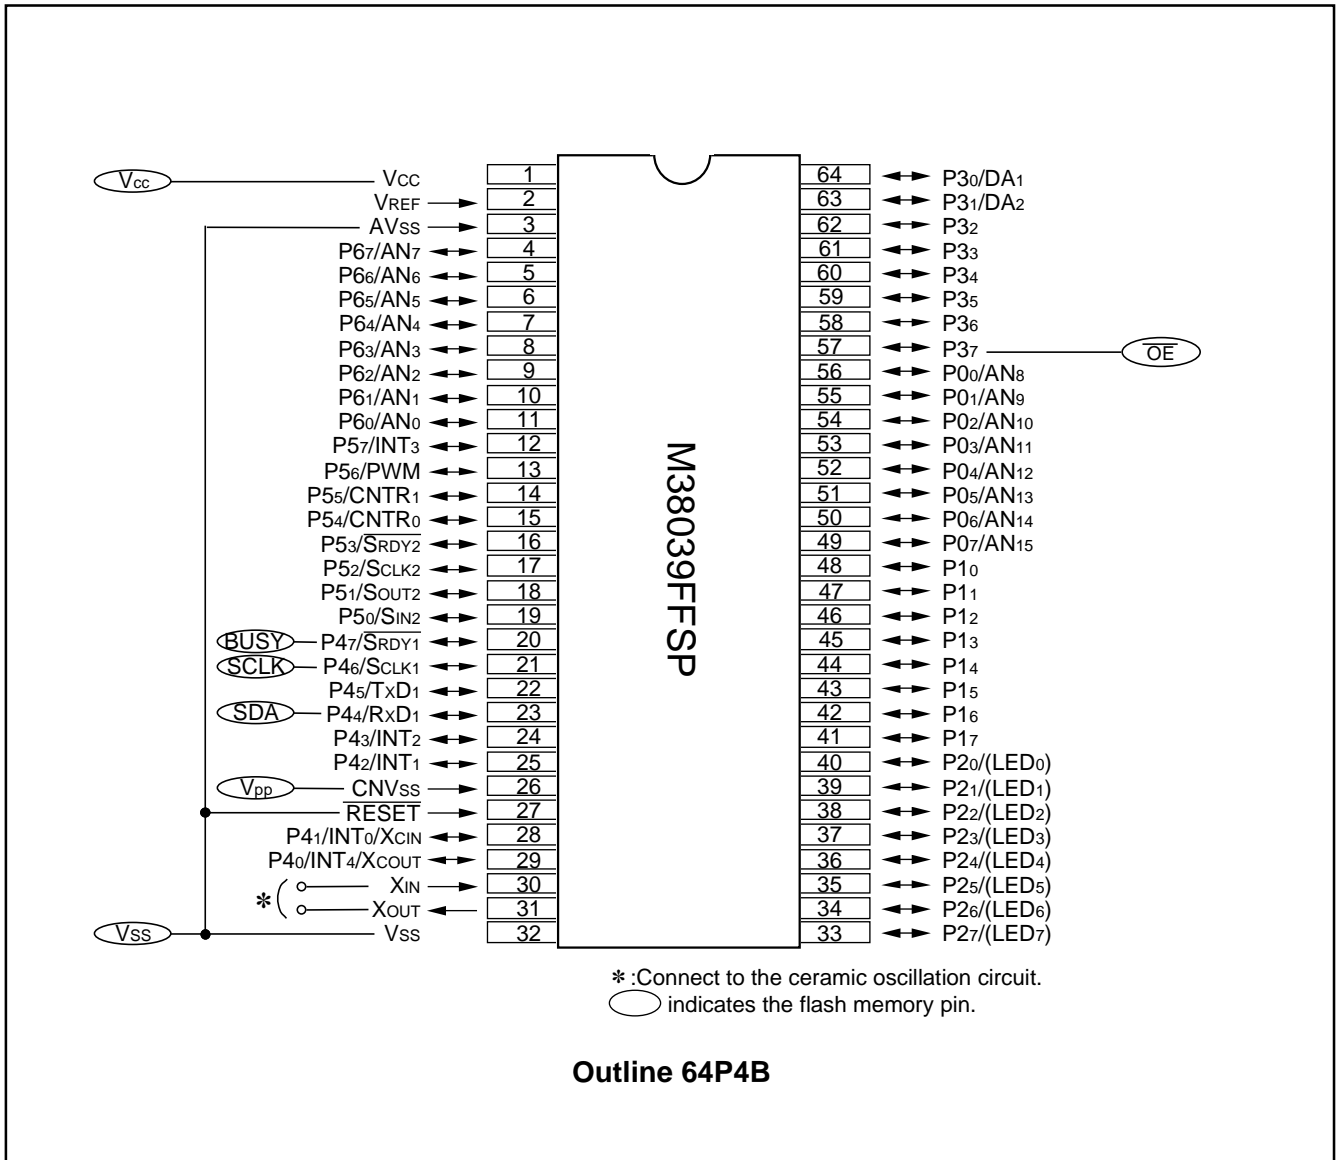 Vcc VCC 1 64 P30/DA1
VREF 2 63 P31/DA2
AVSS 3 62 P32
P67/AN7 4 61 P33
P66/AN6 5 60 P34
P65/AN5 6 59 P35
P64/AN4 7 58 P36
P63/AN3 8 57 P37 OE
P62/AN2 9 56 P00/AN8
P61/AN1 10 55 P01/AN9
P60/AN0 11 54 P02/AN10
P57/INT3 12 53 P03/AN11
P56/PWM 13 52 P04/AN12
P55/CNTR1 14 51 P05/AN13
P54/CNTR0 15 50 P06/AN14
P53/SRDY2 16 49 P07/AN15
P52/SCLK2 17 48 P10
P51/SOUT2 18 47 P11
P50/SIN2 19 46 P12
BUSY P47/SRDY1 20 45 P13
SCLK P46/SCLK1 21 44 P14
P45/TXD1 22 43 P15
SDA P44/RXD1 23 42 P16
P43/INT2 24 41 P17
P42/INT1 25 40 P20/(LED0)
Vpp CNVSS 26 39 P21/(LED1)
RESET 27 38 P22/(LED2)
P41/INT0/XCIN 28 37 P23/(LED3)
P40/INT4/XCOUT 29 36 P24/(LED4)
* XIN 30 35 P25/(LED5)
XOUT 31 34 P26/(LED6)
VSS VSS 32 33 P27/(LED7)
M38039FFSP
* :Connect to the ceramic oscillation circuit.
indicates the flash memory pin.
Outline 64P4B